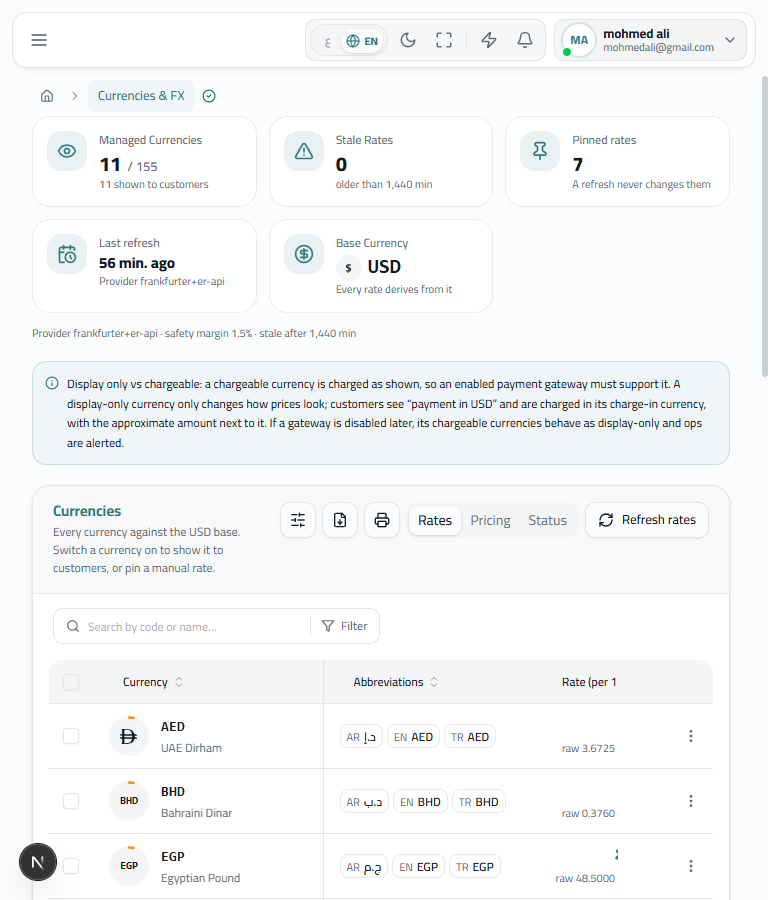 ع
EN
MA
mohmed ali
mohmedali@gmail.com
Currencies & FX
Managed Currencies
11 / 155
11 shown to customers
Stale Rates
0
older than 1,440 min
Pinned rates
7
A refresh never changes them
Last refresh
56 min. ago
Provider frankfurter+er-api
Base Currency
$ USD
Every rate derives from it
Provider frankfurter+er-api · safety margin 1.5% · stale after 1,440 min
Display only vs chargeable: a chargeable currency is charged as shown, so an enabled payment gateway must support it. A
display-only currency only changes how prices look; customers see “payment in USD” and are charged in its charge-in currency,
with the approximate amount next to it. If a gateway is disabled later, its chargeable currencies behave as display-only and ops
are alerted.
Currencies
Every currency against the USD base.
Switch a currency on to show it to
customers, or pin a manual rate.
Rates Pricing Status
Refresh rates
Search by code or name...
Filter
Currency Abbreviations Rate (per 1
AED
UAE Dirham
AR د.إ EN AED TR AED
raw 3.6725
BHD
BHD
Bahraini Dinar
AR د.ب EN BHD TR BHD
raw 0.3760
EGP
EGP
Egyptian Pound
AR ج.م EN EGP TR EGP
raw 48.5000
N